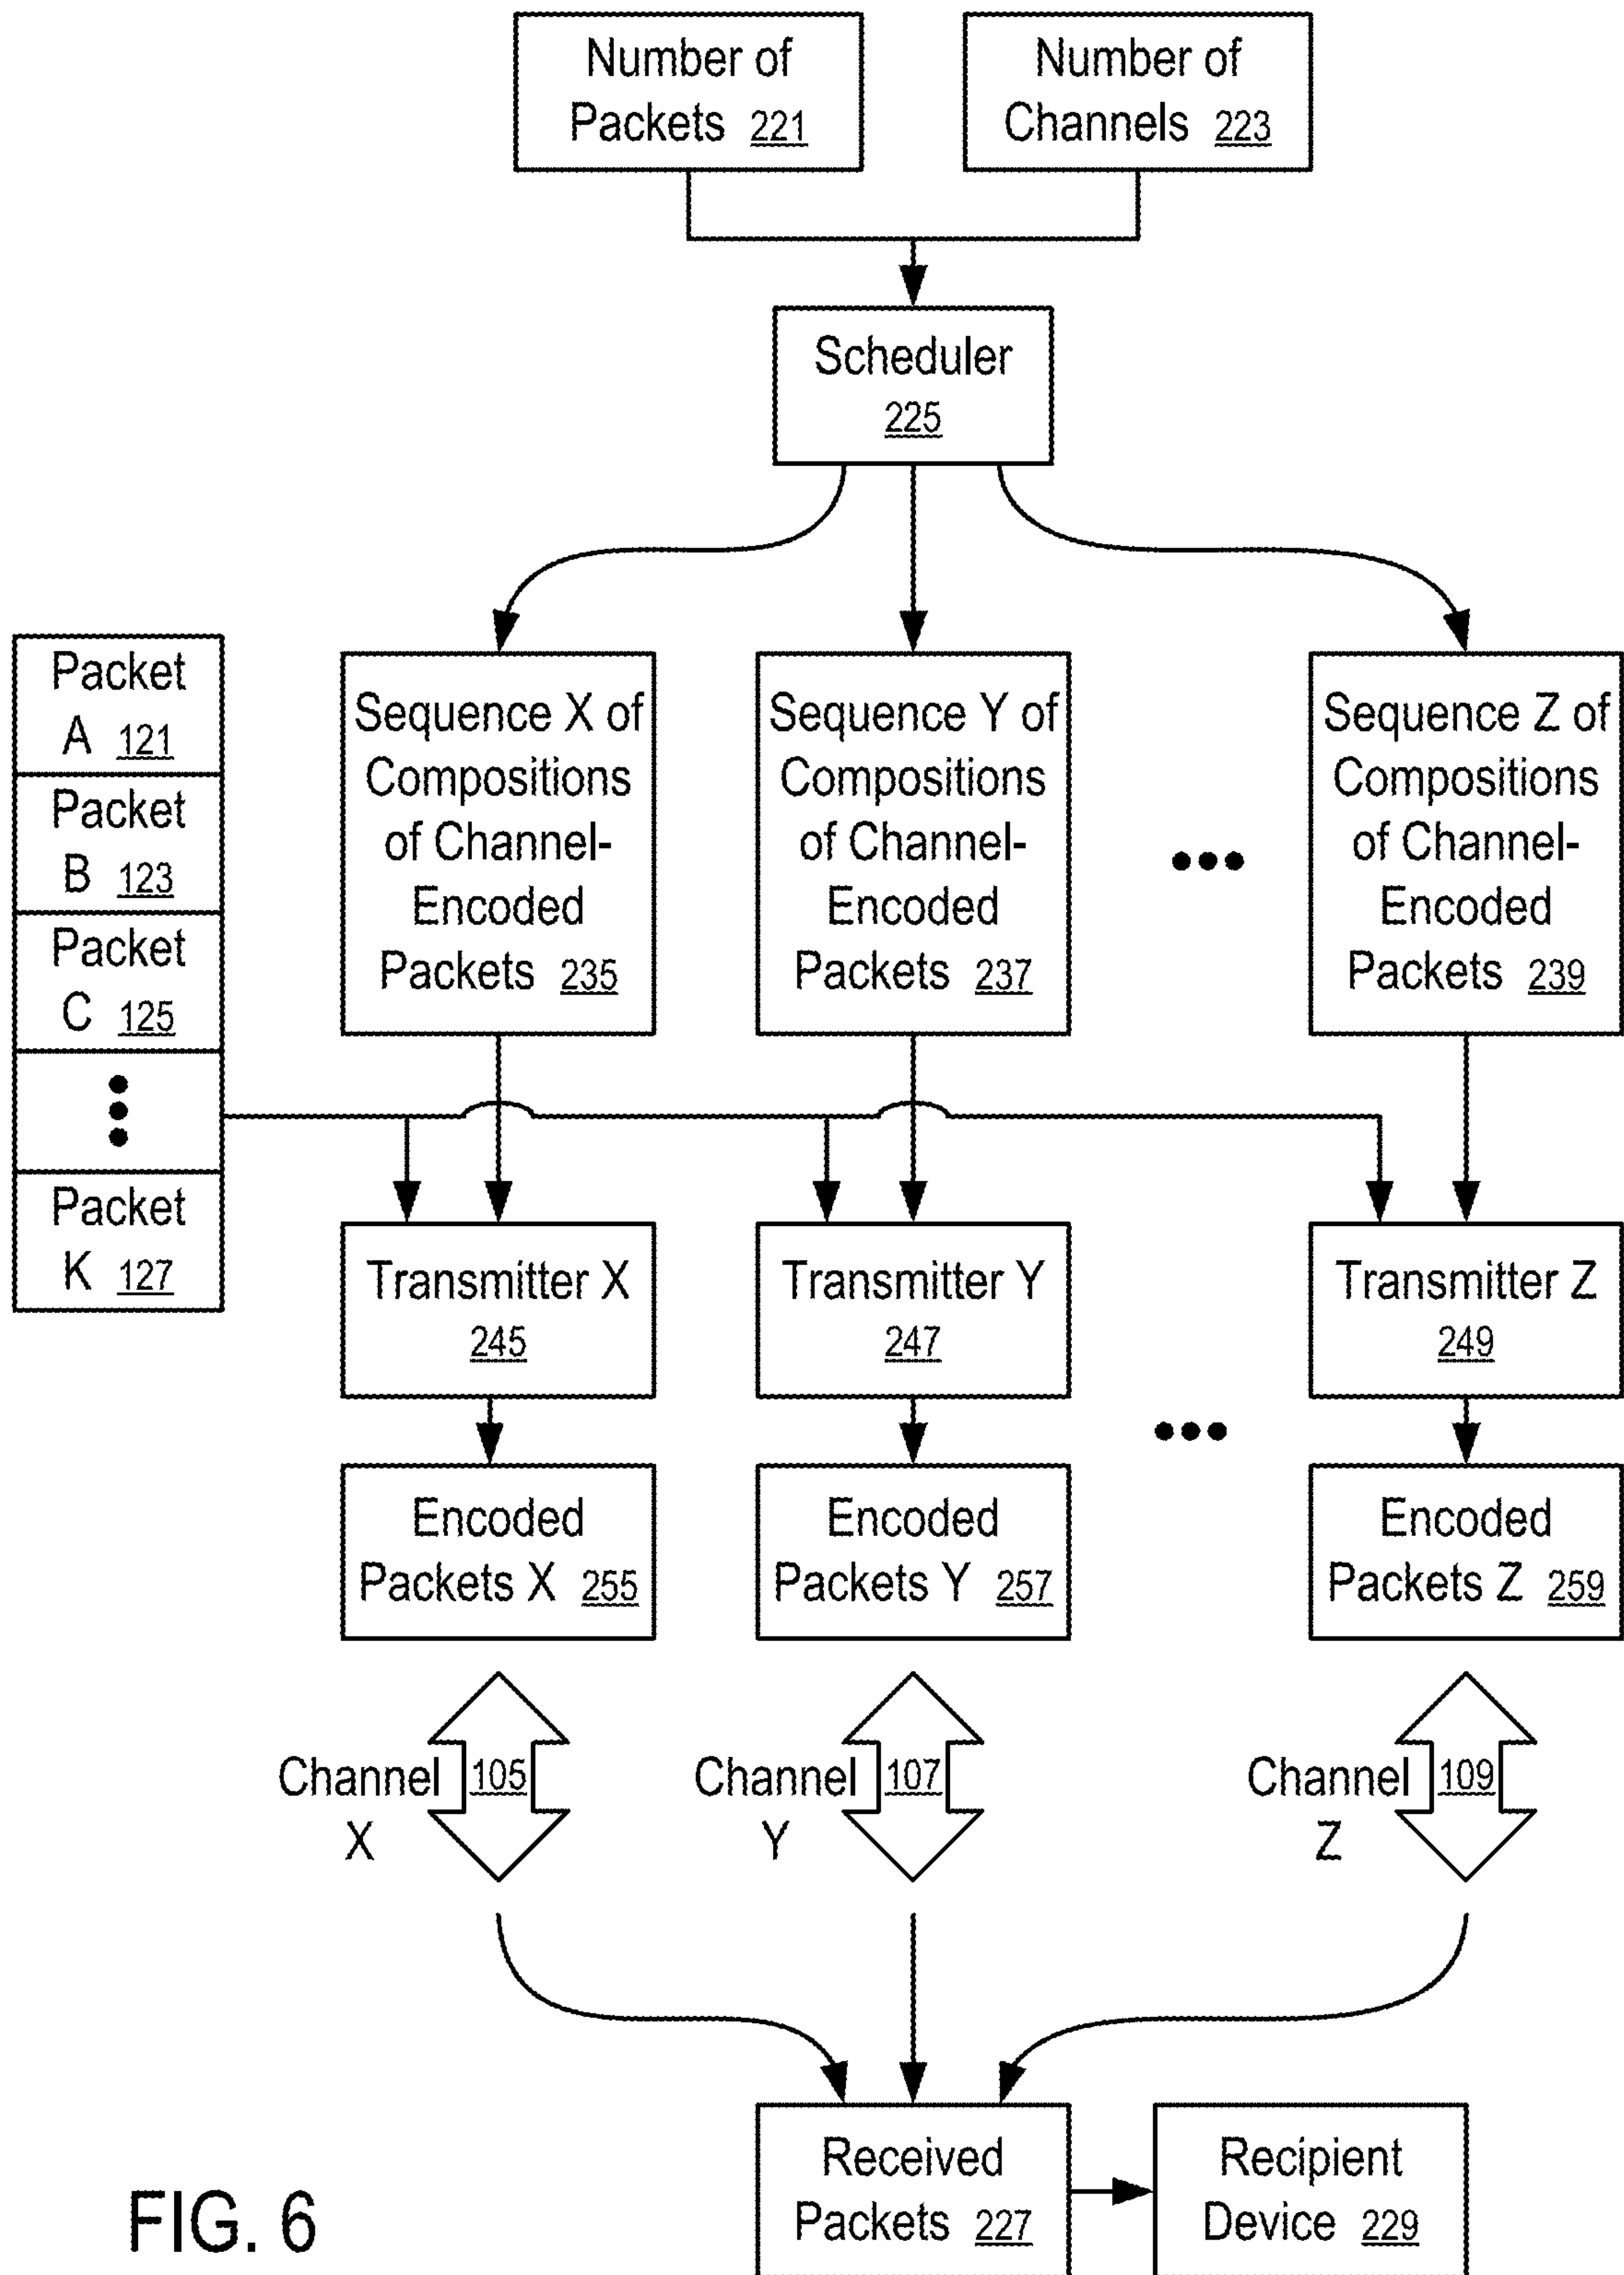 Number of
Packets 221
Number of
Channels 223
Scheduler
225
Packet
A 121
Packet
B 123
Packet
C 125
Packet
K 127
Sequence X of
Compositions
of Channel-
Encoded
Packets 235
Sequence Y of
Compositions
of Channel-
Encoded
Packets 237
Sequence Z of
Compositions
of Channel-
Encoded
Packets 239
Transmitter X
245
Transmitter Y
247
Transmitter Z
249
Encoded
Packets X 255
Encoded
Packets Y 257
Encoded
Packets Z 259
Channel 105
X
Channel 107
Y
Channel 109
Z
Received
Packets 227
Recipient
Device 229
FIG. 6